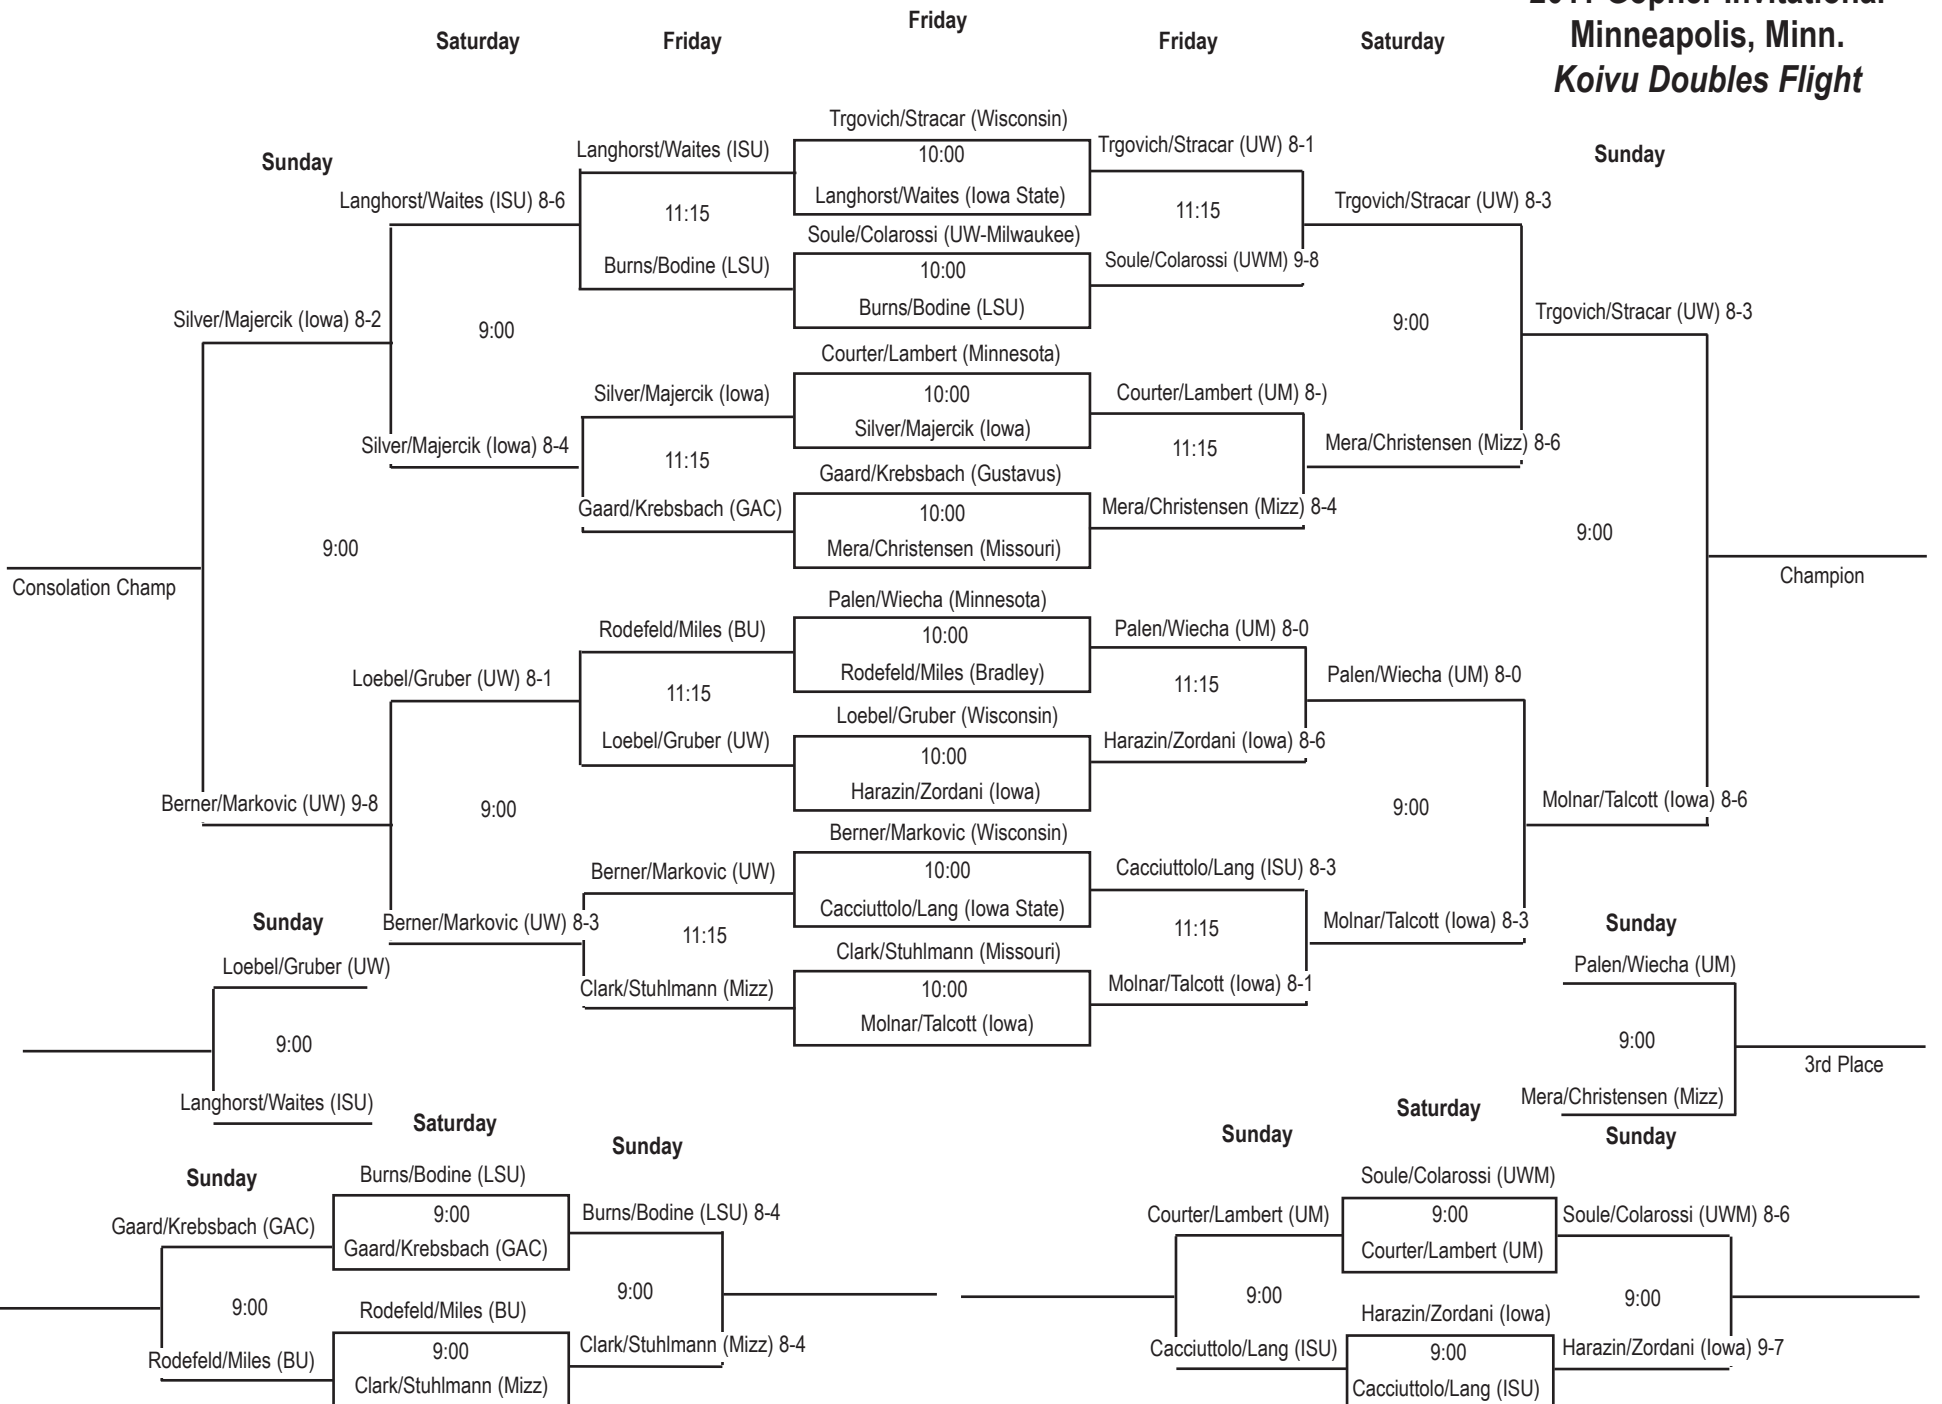 2011 Gopher Invitational
Minneapolis, Minn.
Koivu Doubles Flight
Friday
Saturday
Friday
Friday
Saturday
Sunday
Sunday
Trgovich/Stracar (Wisconsin)
10:00
Langhorst/Waites (Iowa State)
Soule/Colarossi (UW-Milwaukee)
10:00
Burns/Bodine (LSU)
Courter/Lambert (Minnesota)
10:00
Silver/Majercik (Iowa)
Gaard/Krebsbach (Gustavus)
10:00
Mera/Christensen (Missouri)
Palen/Wiecha (Minnesota)
10:00
Rodefeld/Miles (Bradley)
Loebel/Gruber (Wisconsin)
10:00
Harazin/Zordani (Iowa)
Berner/Markovic (Wisconsin)
10:00
Cacciuttolo/Lang (Iowa State)
Clark/Stuhlmann (Missouri)
10:00
Molnar/Talcott (Iowa)
Langhorst/Waites (ISU)
11:15
Burns/Bodine (LSU)
Silver/Majercik (Iowa)
11:15
Gaard/Krebsbach (GAC)
Rodefeld/Miles (BU)
11:15
Loebel/Gruber (UW)
Berner/Markovic (UW)
11:15
Clark/Stuhlmann (Mizz)
Langhorst/Waites (ISU) 8-6
9:00
Silver/Majercik (Iowa) 8-4
Loebel/Gruber (UW) 8-1
9:00
Berner/Markovic (UW) 8-3
Silver/Majercik (Iowa) 8-2
9:00
Berner/Markovic (UW) 9-8
Consolation Champ
Trgovich/Stracar (UW) 8-1
11:15
Soule/Colarossi (UWM) 9-8
Courter/Lambert (UM) 8-)
11:15
Mera/Christensen (Mizz) 8-4
Palen/Wiecha (UM) 8-0
11:15
Harazin/Zordani (Iowa) 8-6
Cacciuttolo/Lang (ISU) 8-3
11:15
Molnar/Talcott (Iowa) 8-1
Trgovich/Stracar (UW) 8-3
9:00
Mera/Christensen (Mizz) 8-6
Palen/Wiecha (UM) 8-0
9:00
Molnar/Talcott (Iowa) 8-3
Trgovich/Stracar (UW) 8-3
9:00
Molnar/Talcott (Iowa) 8-6
Champion
Sunday
Loebel/Gruber (UW)
9:00
Langhorst/Waites (ISU)
Sunday
Palen/Wiecha (UM)
9:00
Mera/Christensen (Mizz)
3rd Place
Saturday
Sunday
Sunday
Burns/Bodine (LSU)
9:00
Gaard/Krebsbach (GAC)
Rodefeld/Miles (BU)
9:00
Clark/Stuhlmann (Mizz)
Gaard/Krebsbach (GAC)
9:00
Rodefeld/Miles (BU)
Burns/Bodine (LSU) 8-4
9:00
Clark/Stuhlmann (Mizz) 8-4
Saturday
Sunday
Sunday
Soule/Colarossi (UWM)
9:00
Courter/Lambert (UM)
Harazin/Zordani (Iowa)
9:00
Cacciuttolo/Lang (ISU)
Courter/Lambert (UM)
9:00
Cacciuttolo/Lang (ISU)
Soule/Colarossi (UWM) 8-6
9:00
Harazin/Zordani (Iowa) 9-7